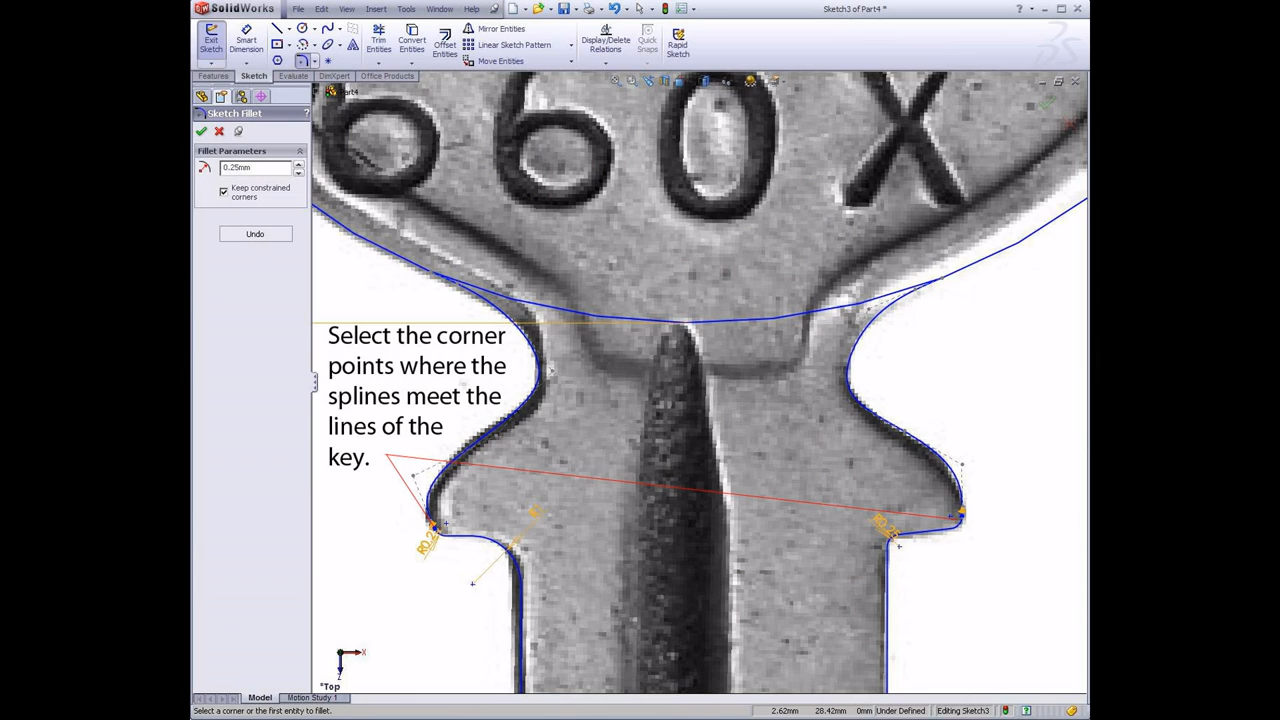 SolidWorks
File Edit View Insert Tools Window Help
Sketch3 of Part4 *
Exit Sketch
Smart Dimension
Trim Entities
Convert Entities
Offset Entities
Mirror Entities
Linear Sketch Pattern
Move Entities
Display/Delete Relations
Quick Snaps
Rapid Sketch
Features Sketch Evaluate DimXpert Office Products
Part4
Sketch Fillet
?
Fillet Parameters
0.25mm
Keep constrained
corners
Undo
660X
Select the corner
points where the
splines meet the
lines of the
key.
R0.25
X
Z
*Top
Model Motion Study 1
Select a corner or the first entity to fillet.
2.62mm 28.42mm 0mm Under Defined Editing Sketch3